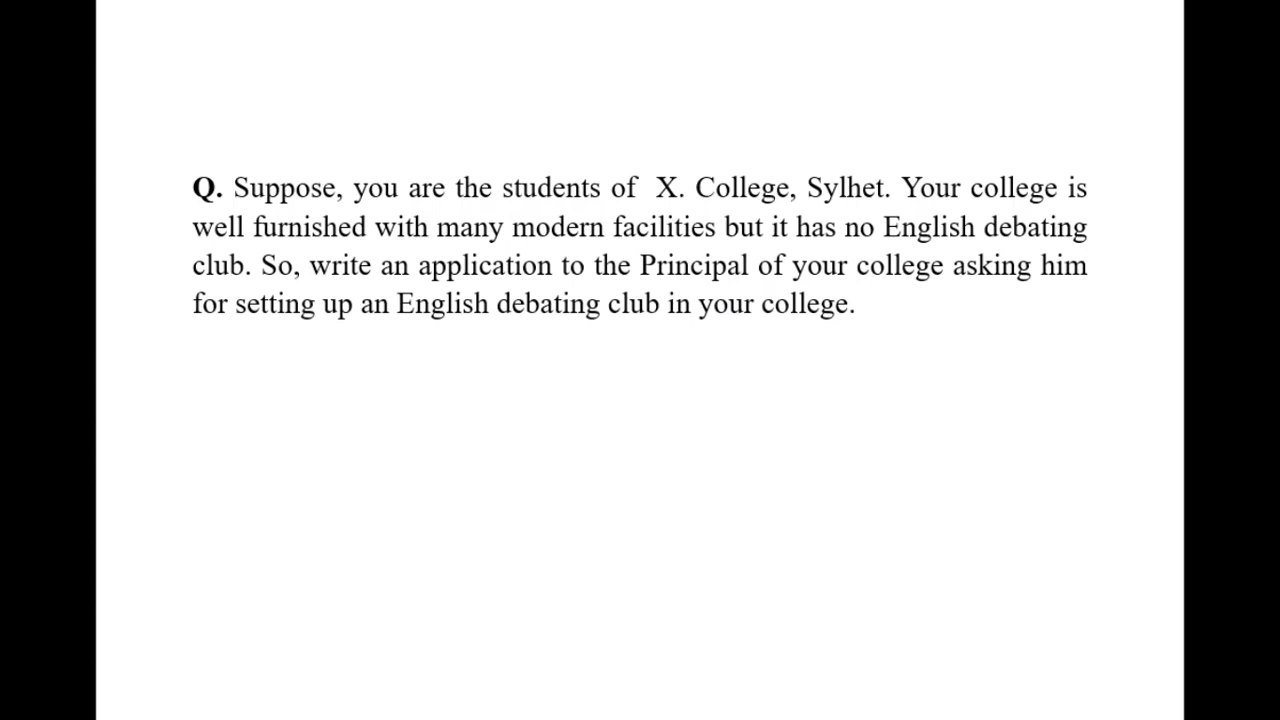 Q. Suppose, you are the students of X. College, Sylhet. Your college is
well furnished with many modern facilities but it has no English debating
club. So, write an application to the Principal of your college asking him
for setting up an English debating club in your college.